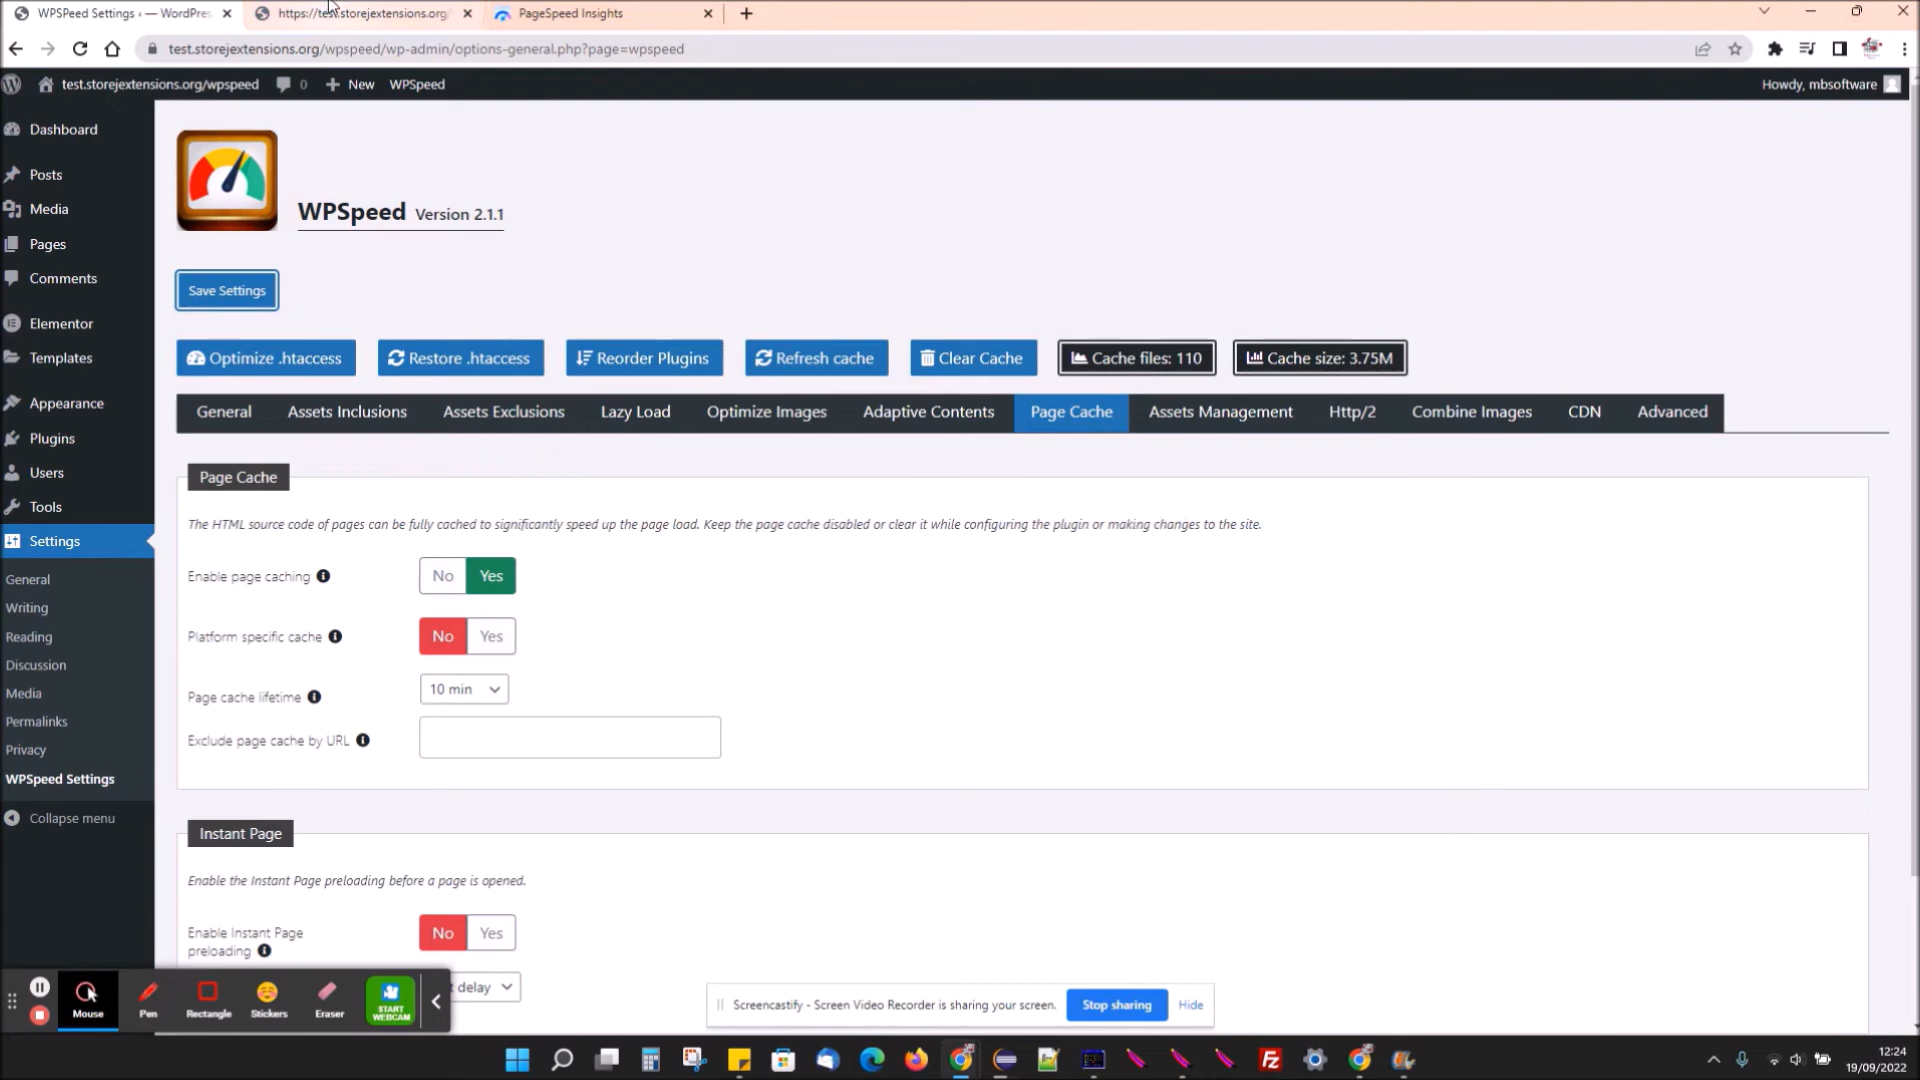 WPSpeed Settings ‹ — WordPres
https://test.storejextensions.org/
PageSpeed Insights
test.storejextensions.org/wpspeed/wp-admin/options-general.php?page=wpspeed
test.storejextensions.org/wpspeed
0
New
WPSpeed
Howdy, mbsoftware
Dashboard
Posts
Media
Pages
Comments
Elementor
Templates
Appearance
Plugins
Users
Tools
Settings
General
Writing
Reading
Discussion
Media
Permalinks
Privacy
WPSpeed Settings
Collapse menu
WPSpeed Version 2.1.1
Save Settings
Optimize .htaccess
Restore .htaccess
Reorder Plugins
Refresh cache
Clear Cache
Cache files: 110
Cache size: 3.75M
General
Assets Inclusions
Assets Exclusions
Lazy Load
Optimize Images
Adaptive Contents
Page Cache
Assets Management
Http/2
Combine Images
CDN
Advanced
Page Cache
The HTML source code of pages can be fully cached to significantly speed up the page load. Keep the page cache disabled or clear it while configuring the plugin or making changes to the site.
Enable page caching
No Yes
Platform specific cache
No Yes
Page cache lifetime
10 min
Exclude page cache by URL
Instant Page
Enable the Instant Page preloading before a page is opened.
Enable Instant Page
preloading
No Yes
delay
Mouse
Pen
Rectangle
Stickers
Eraser
START
WEBCAM
Screencastify - Screen Video Recorder is sharing your screen.
Stop sharing
Hide
12:24
19/09/2022